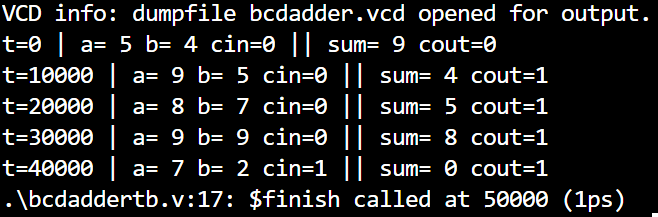 VCD info: dumpfile bcdadder.vcd opened for output.
t=0 | a= 5 b= 4 cin=0 || sum= 9 cout=0
t=10000 | a= 9 b= 5 cin=0 || sum= 4 cout=1
t=20000 | a= 8 b= 7 cin=0 || sum= 5 cout=1
t=30000 | a= 9 b= 9 cin=0 || sum= 8 cout=1
t=40000 | a= 7 b= 2 cin=1 || sum= 0 cout=1
.\bcdaddertb.v:17: $finish called at 50000 (1ps)